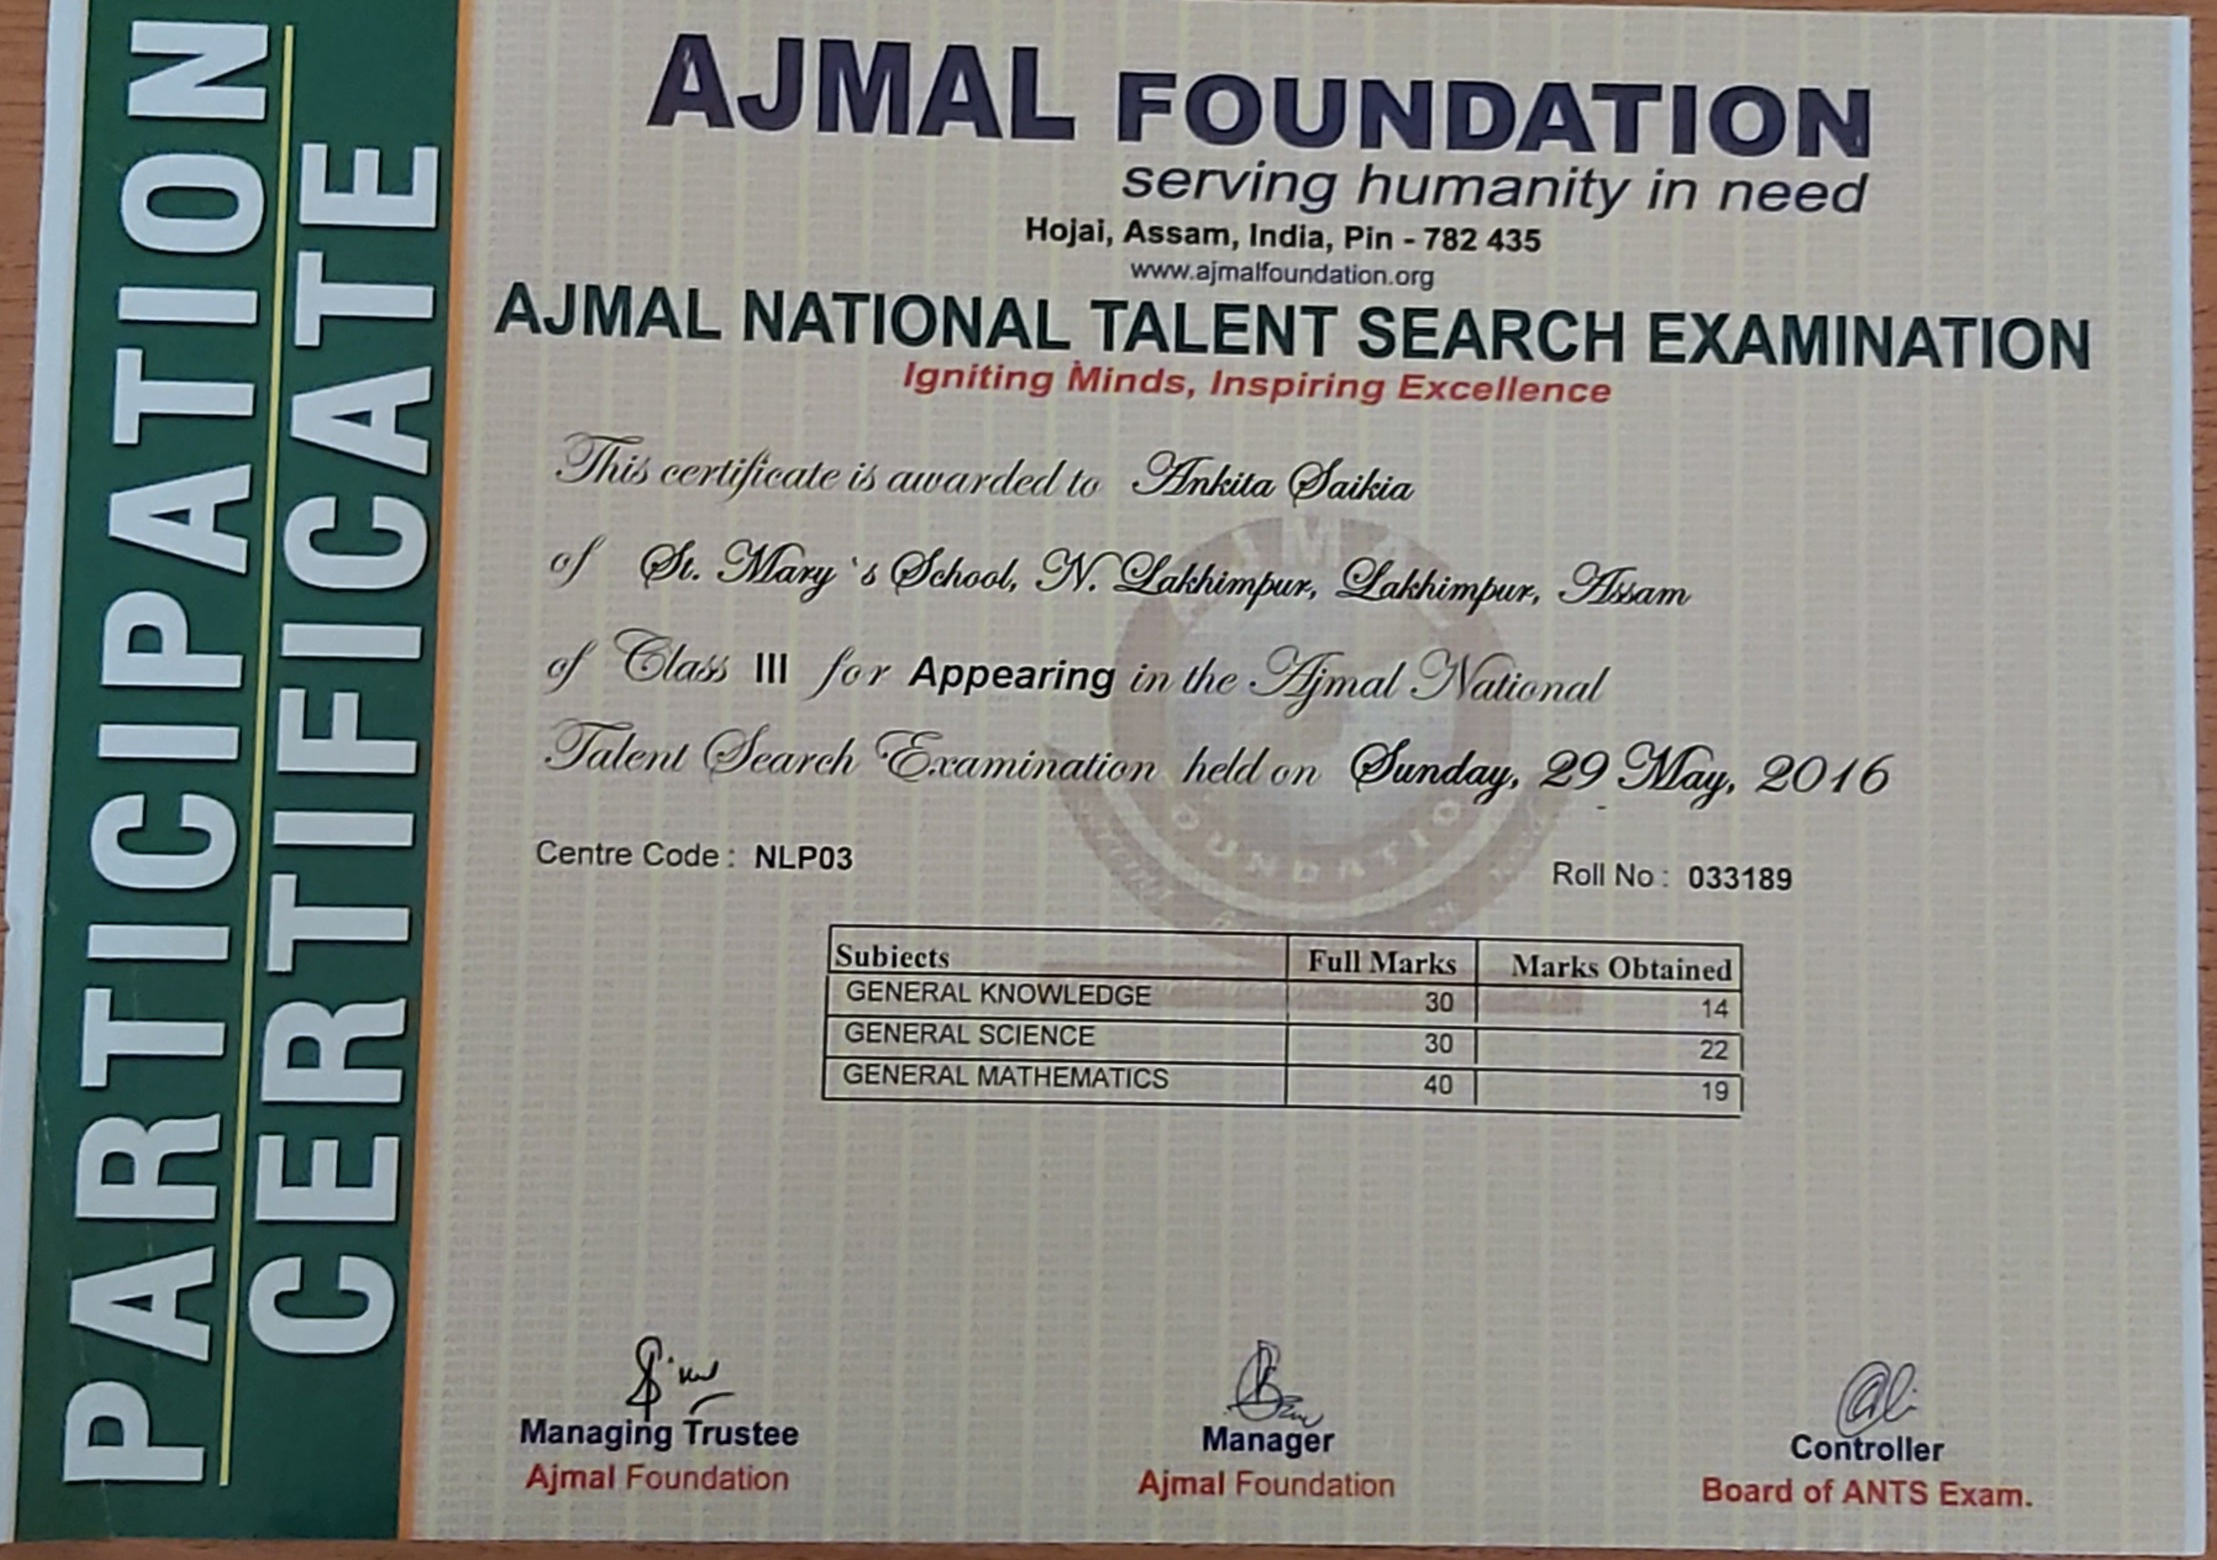 PARTICIPATION
CERTIFICATE
AJMAL FOUNDATION
serving humanity in need
Hojai, Assam, India, Pin - 782 435
www.ajmalfoundation.org
AJMAL NATIONAL TALENT SEARCH EXAMINATION
Igniting Minds, Inspiring Excellence
This certificate is awarded to Ankita Saikia
of St. Mary`s School, N. Lakhimpur, Lakhimpur, Assam
of Class III for Appearing in the Ajmal National
Talent Search Examination held on Sunday, 29 May, 2016
Centre Code : NLP03 Roll No : 033189
Subjects Full Marks Marks Obtained
GENERAL KNOWLEDGE 30 14
GENERAL SCIENCE 30 22
GENERAL MATHEMATICS 40 19
Managing Trustee Manager Controller
Ajmal Foundation Ajmal Foundation Board of ANTS Exam.
AJMAL
FOUNDATION